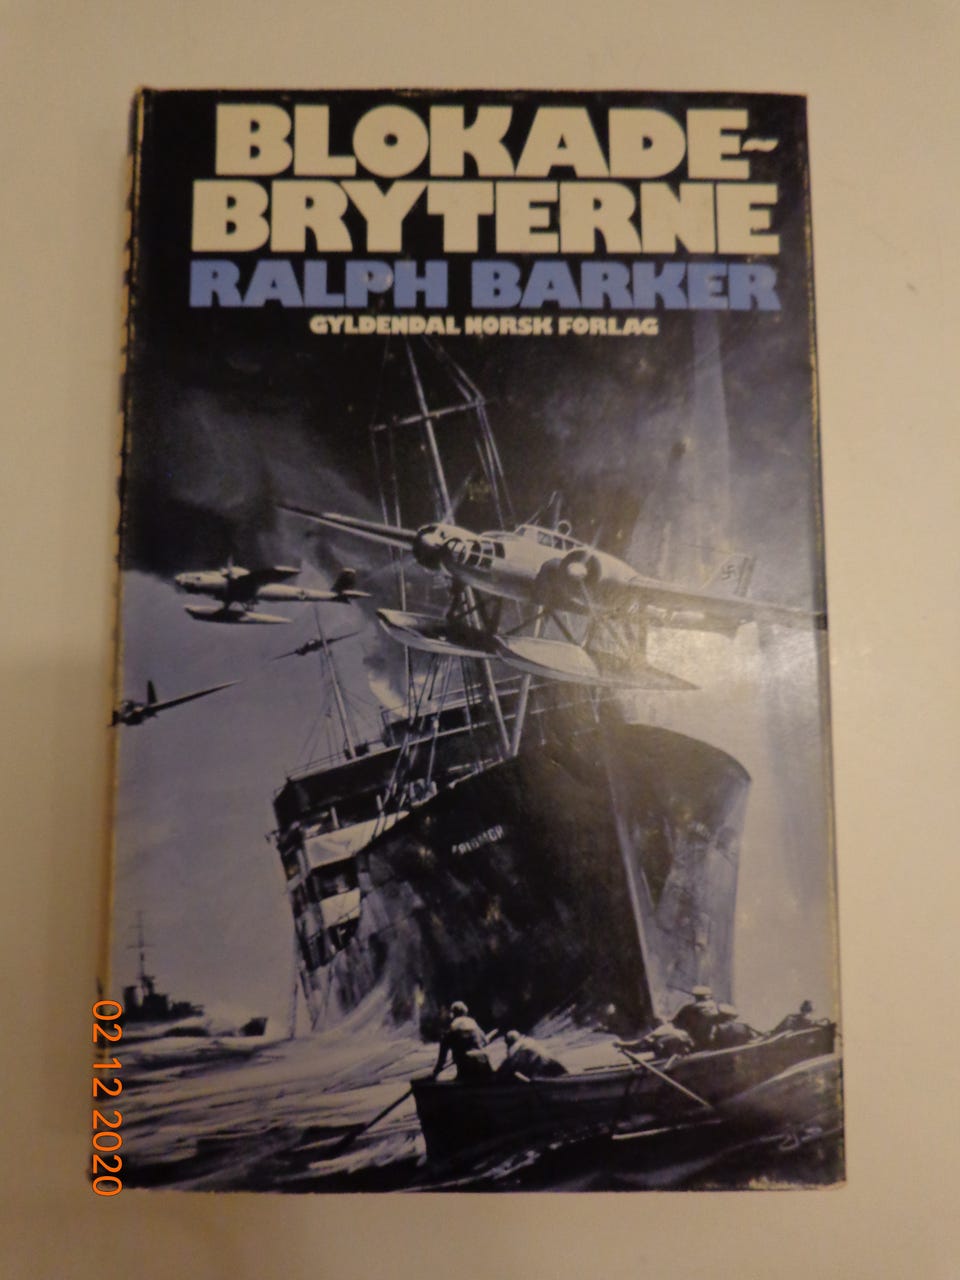 BLOKADE-
BRYTERNE
RALPH BARKER
GYLDENDAL NORSK FORLAG
02 12 2020